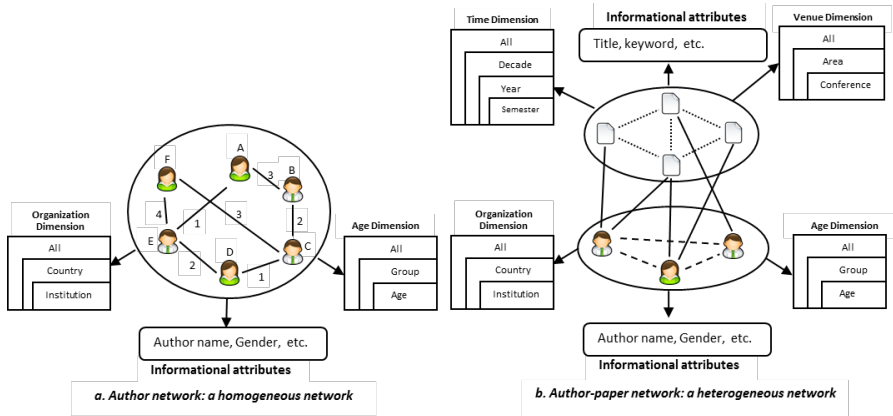 A
F
B
3
4
1
3
2
E
D
C
2
1
Organization
Dimension
All
Country
Institution
Age Dimension
All
Group
Age
Author name, Gender, etc.
Informational attributes
a. Author network: a homogeneous network
Time Dimension
All
Decade
Year
Semester
Informational attributes
Title, keyword, etc.
Venue Dimension
All
Area
Conference
Organization
Dimension
All
Country
Institution
Age Dimension
All
Group
Age
Author name, Gender, etc.
Informational attributes
b. Author-paper network: a heterogeneous network